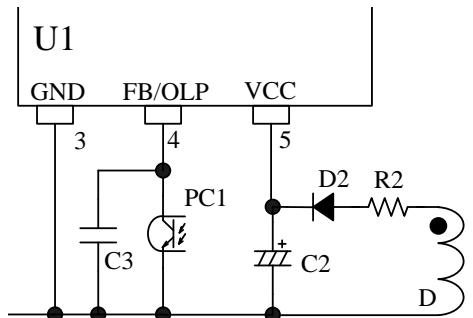 U1
GND FB/OLP VCC
3 4 5
D2 R2
PC1
C3 C2
+
D